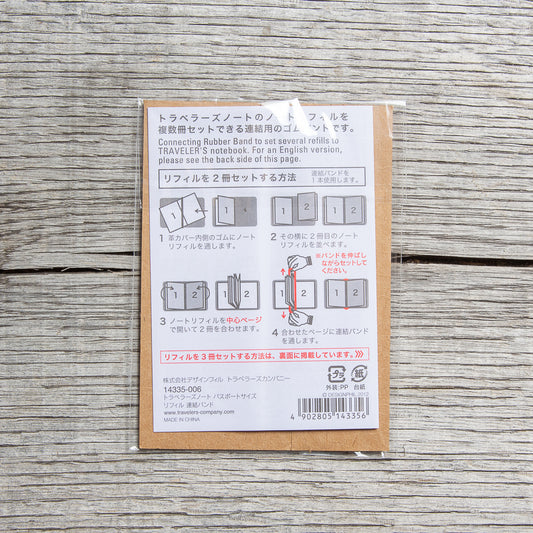 トラベラーズノートのノートリフィルを
複数冊セットできる連結用のゴムバンドです。
Connecting Rubber Band to set several refills to
TRAVELER'S notebook. For an English version,
please see the back side of this page.
リフィルを2冊セットする方法
連結バンドを
1本使用します。
1
2
1
2
1
2
1
2
1 革カバー内側のゴムにノート
リフィルを通します。
2 その横に2冊目のノート
リフィルを並べます。
※バンドを伸ばし
ながらセットして
ください。
1
2
1
2
1
2
1
2
3 ノートリフィルを中心ページ
で開いて2冊を合わせます。
4 合わせたページに連結バンド
を通します。
リフィルを3冊セットする方法は、裏面に掲載しています。
株式会社デザインフィル トラベラーズカンパニー
14335-006
トラベラーズノート パスポートサイズ
リフィル 連結バンド
www.travelers-company.com
MADE IN CHINA
プラ
紙
外装:PP
台紙
© DESIGNPHIL 2012
4 902805 143356